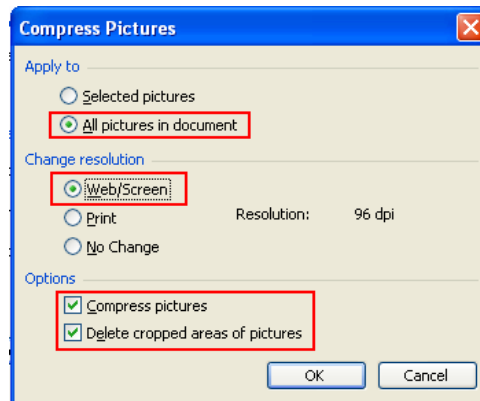 Compress Pictures
Apply to
Selected pictures
All pictures in document
Change resolution
Web/Screen
Print Resolution: 96 dpi
No Change
Options
Compress pictures
Delete cropped areas of pictures
OK Cancel